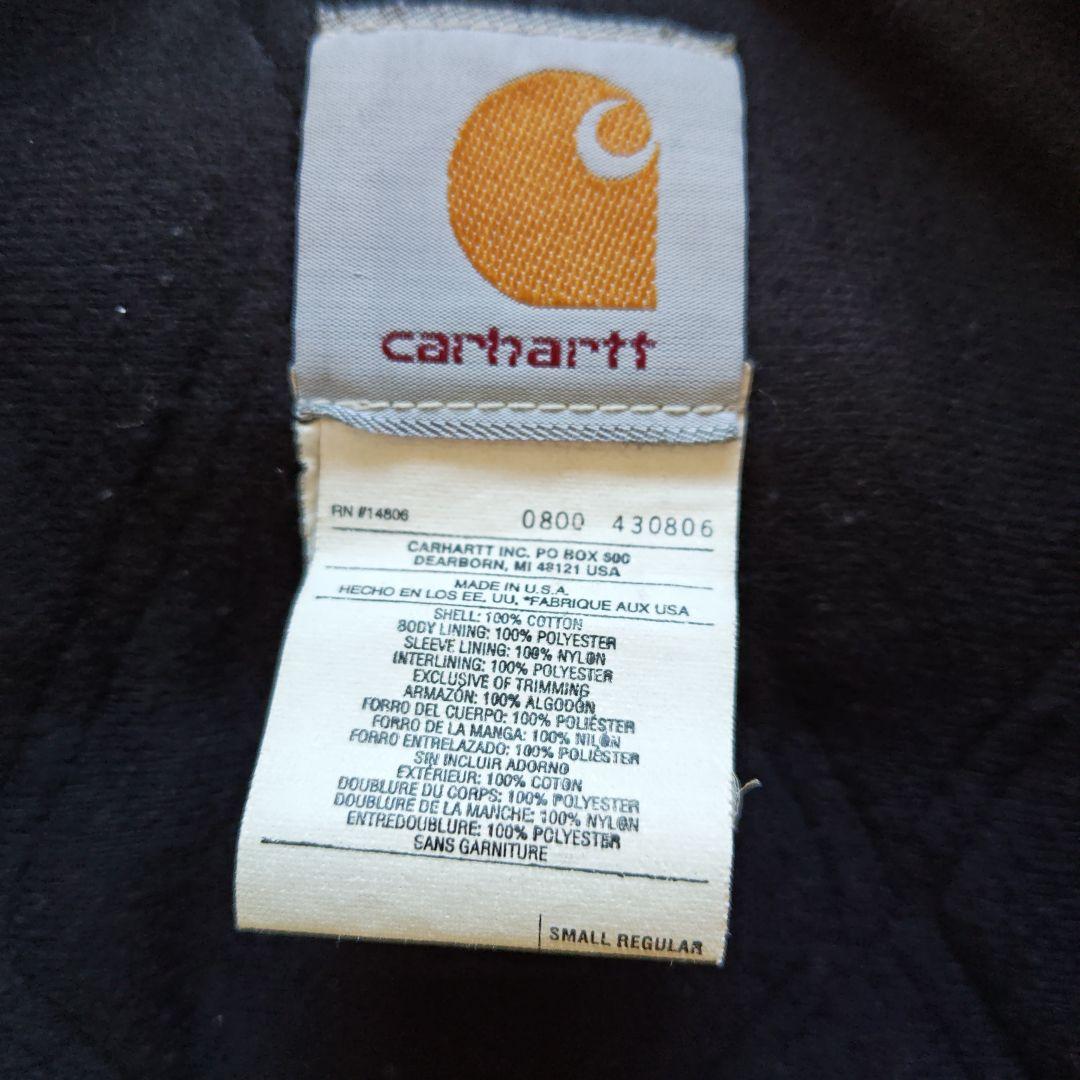 carhartt
RN #14806 0800 430806
CARHARTT INC. PO BOX 500
DEARBORN, MI 48121 USA
MADE IN U.S.A.
HECHO EN LOS EE. UU. *FABRIQUE AUX USA
SHELL: 100% COTTON
BODY LINING: 100% POLYESTER
SLEEVE LINING: 100% NYLON
INTERLINING: 100% POLYESTER
EXCLUSIVE OF TRIMMING
ARMAZÓN: 100% ALGODÓN
FORRO DEL CUERPO: 100% POLIÉSTER
FORRO DE LA MANGA: 100% NILÓN
FORRO ENTRELAZADO: 100% POLIÉSTER
SIN INCLUIR ADORNO
EXTÉRIEUR: 100% COTON
DOUBLURE DU CORPS: 100% POLYESTER
DOUBLURE DE LA MANCHE: 100% NYLON
ENTREDOUBLURE: 100% POLYESTER
SANS GARNITURE
SMALL REGULAR